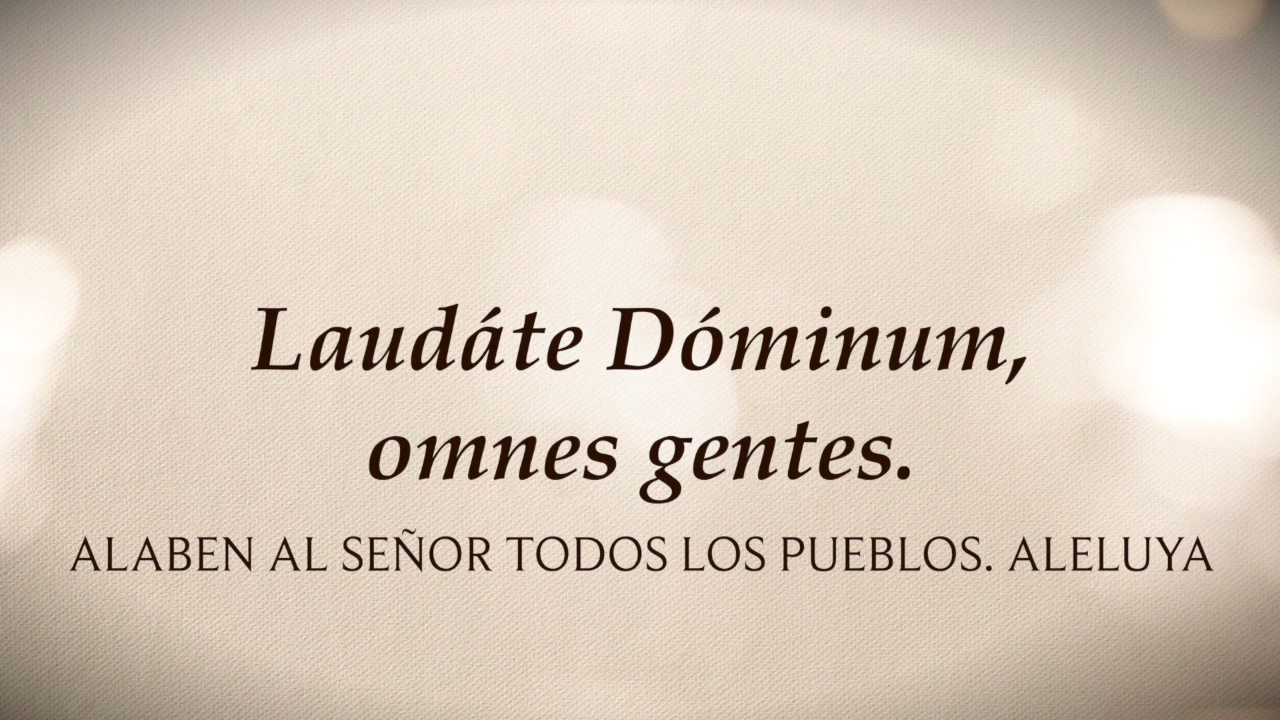 Laudáte Dóminum,
omnes gentes.
ALABEN AL SEÑOR TODOS LOS PUEBLOS. ALELUYA